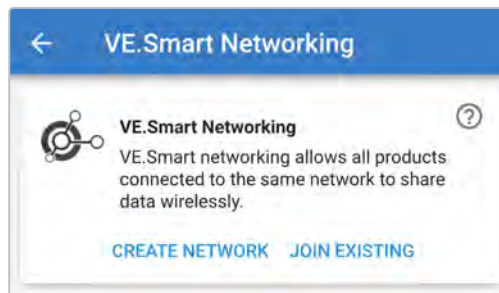 VE.Smart Networking
VE.Smart Networking
VE.Smart networking allows all products
connected to the same network to share
data wirelessly.
CREATE NETWORK JOIN EXISTING